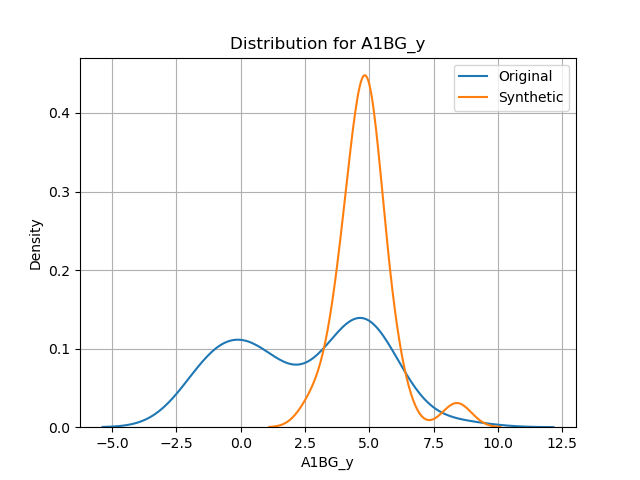 Distribution for A1BG_y
Original
Synthetic
Density
0.4
0.3
0.2
0.1
0.0
−5.0 −2.5 0.0 2.5 5.0 7.5 10.0 12.5
A1BG_y